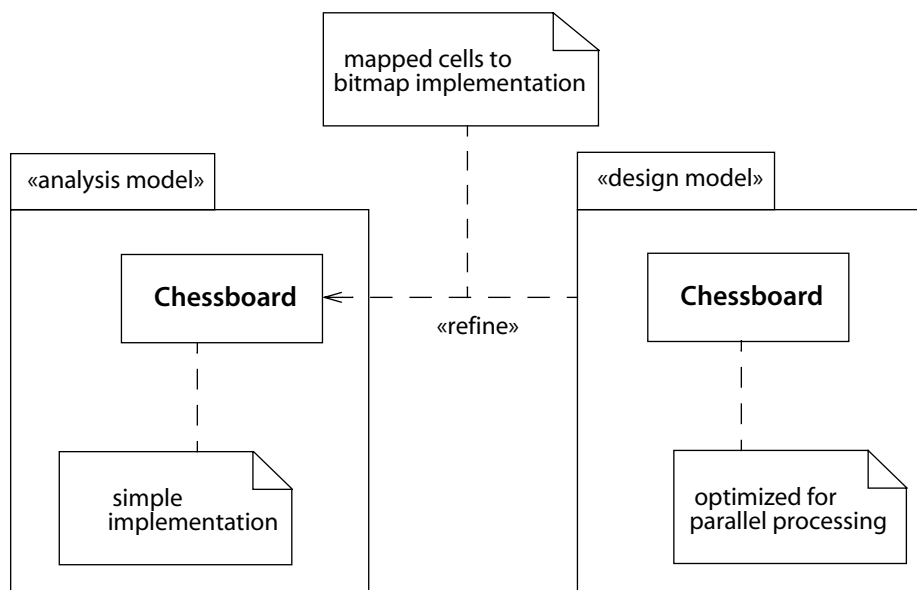 mapped cells to
bitmap implementation
«analysis model»
«design model»
Chessboard
Chessboard
«refine»
simple
implementation
optimized for
parallel processing